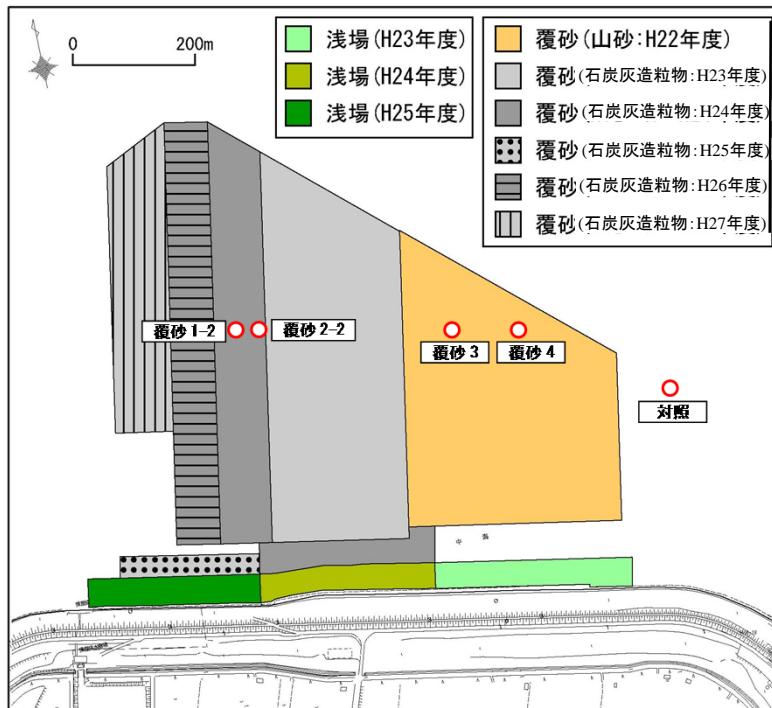 0 200m
浅場(H23年度)
浅場(H24年度)
浅場(H25年度)
覆砂(山砂:H22年度)
覆砂(石炭灰造粒物:H23年度)
覆砂(石炭灰造粒物:H24年度)
覆砂(石炭灰造粒物:H25年度)
覆砂(石炭灰造粒物:H26年度)
覆砂(石炭灰造粒物:H27年度)
覆砂1-2
覆砂2-2
覆砂3
覆砂4
対照
中 海